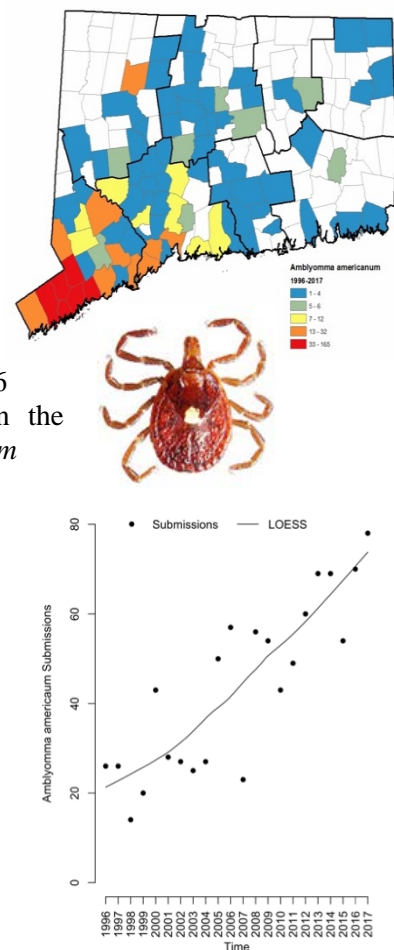 Amblyomma americanum
1996-2017
1 - 4
5 - 6
7 - 12
13 - 32
33 - 165
6
n the
m
Submissions
LOESS
Amblyomma americaum Submissions
80
60
40
20
0
1996
1997
1998
1999
2000
2001
2002
2003
2004
2005
2006
2007
2008
2009
2010
2011
2012
2013
2014
2015
2016
2017
Time